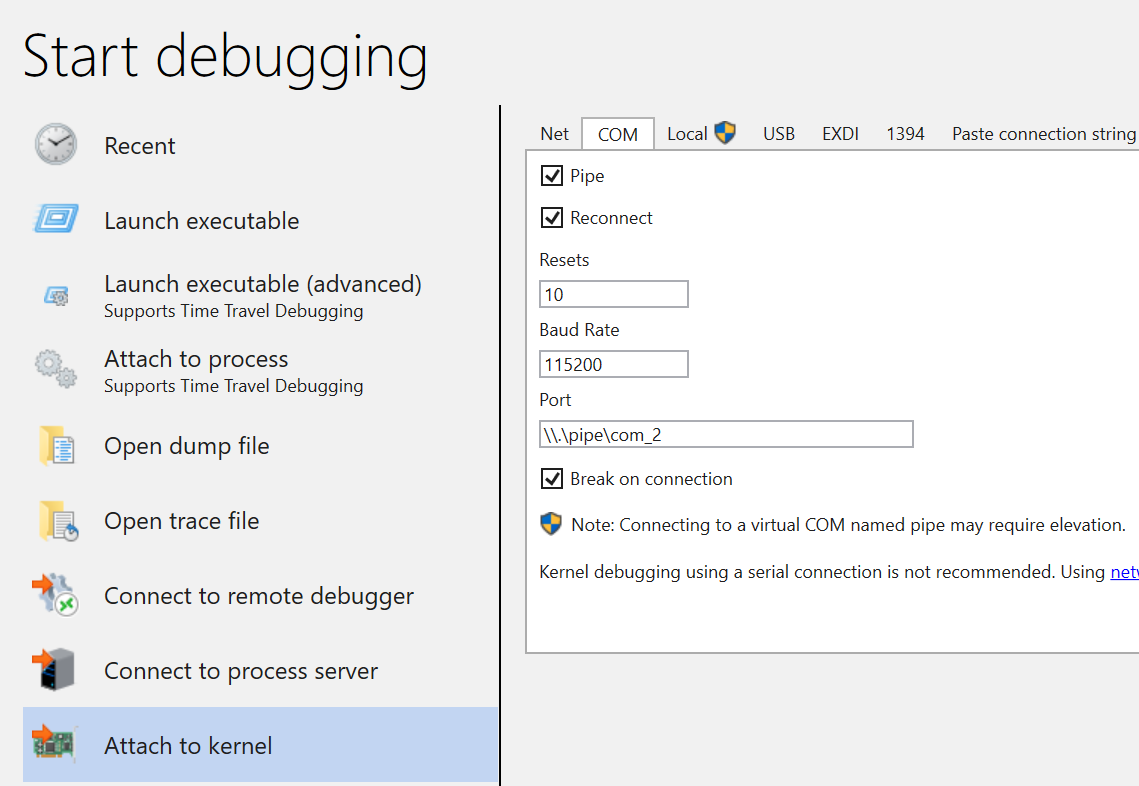 Start debugging
Recent
Launch executable
Launch executable (advanced)
Supports Time Travel Debugging
Attach to process
Supports Time Travel Debugging
Open dump file
Open trace file
Connect to remote debugger
Connect to process server
Attach to kernel
Net COM Local USB EXDI 1394 Paste connection string
Pipe
Reconnect
Resets
10
Baud Rate
115200
Port
\\.\pipe\com_2
Break on connection
Note: Connecting to a virtual COM named pipe may require elevation.
Kernel debugging using a serial connection is not recommended. Using